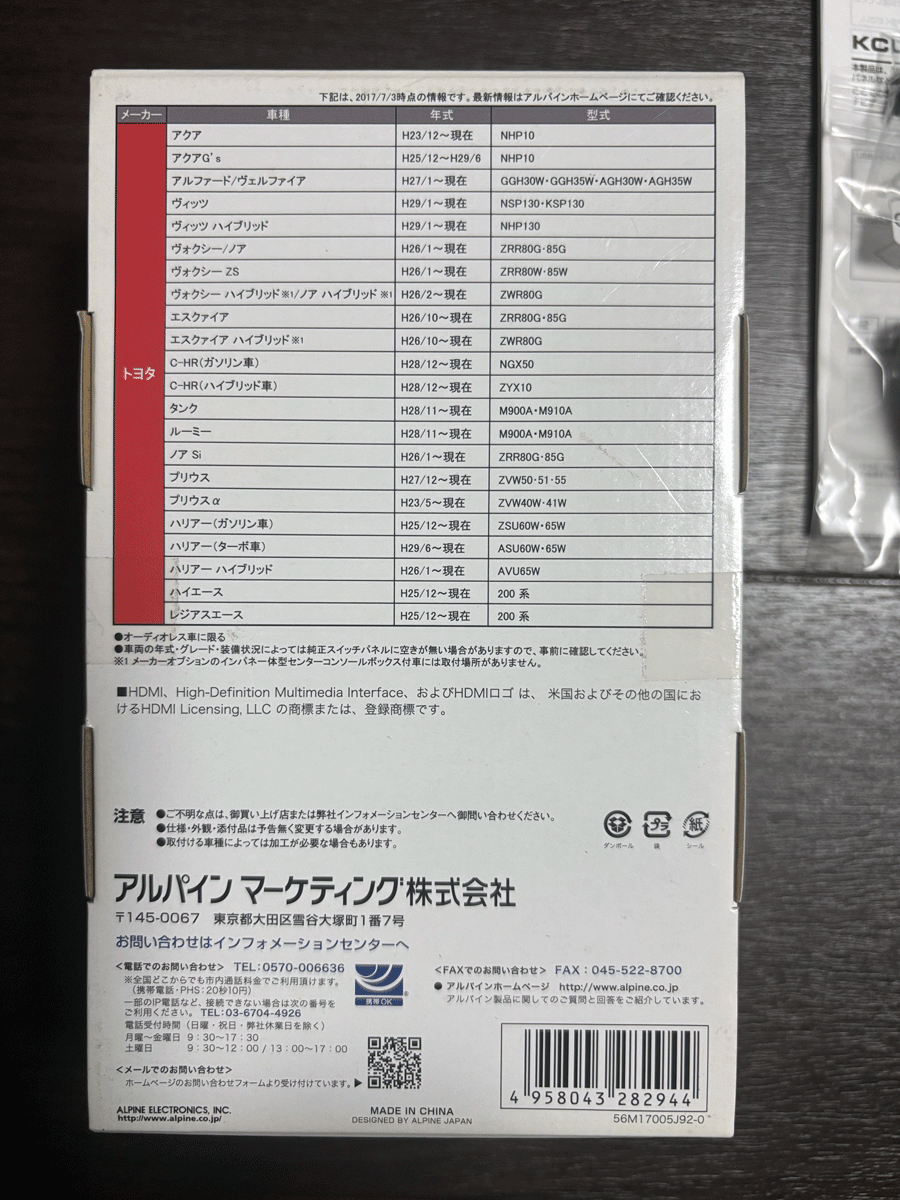 下記は、2017/7/3時点の情報です。最新情報はアルパインホームページにてご確認ください。
メーカー 車種 年式 型式
トヨタ
アクア H23/12～現在 NHP10
アクアG's H25/12～H29/6 NHP10
アルファード/ヴェルファイア H27/1～現在 GGH30W・GGH35W・AGH30W・AGH35W
ヴィッツ H29/1～現在 NSP130・KSP130
ヴィッツ ハイブリッド H29/1～現在 NHP130
ヴォクシー/ノア H26/1～現在 ZRR80G・85G
ヴォクシー ZS H26/1～現在 ZRR80W・85W
ヴォクシー ハイブリッド※1/ノア ハイブリッド ※1 H26/2～現在 ZWR80G
エスクァイア H26/10～現在 ZRR80G・85G
エスクァイア ハイブリッド※1 H26/10～現在 ZWR80G
C-HR(ガソリン車) H28/12～現在 NGX50
C-HR(ハイブリッド車) H28/12～現在 ZYX10
タンク H28/11～現在 M900A・M910A
ルーミー H28/11～現在 M900A・M910A
ノア Si H26/1～現在 ZRR80G・85G
プリウス H27/12～現在 ZVW50・51・55
プリウスα H23/5～現在 ZVW40W・41W
ハリアー(ガソリン車) H25/12～現在 ZSU60W・65W
ハリアー(ターボ車) H29/6～現在 ASU60W・65W
ハリアー ハイブリッド H26/1～現在 AVU65W
ハイエース H25/12～現在 200 系
レジアスエース H25/12～現在 200 系
●オーディオレス車に限る
●車両の年式・グレード・装備状況によっては純正スイッチパネルに空きが無い場合がありますので、事前に確認してください。
※1 メーカーオプションのインパネ一体型センターコンソールボックス付車には取付場所がありません。
■HDMI、High-Definition Multimedia Interface、およびHDMIロゴ は、 米国およびその他の国にお
けるHDMI Licensing, LLC の商標または、登録商標です。
注意 ●ご不明な点は、御買い上げ店または弊社インフォメーションセンターへ御問い合わせください。
●仕様・外観・添付品は予告無く変更する場合があります。
●取付ける車種によっては加工が必要な場合もあります。
ダンボール プラ 袋 紙 シール
アルパイン マーケティング株式会社
〒145-0067 東京都大田区雪谷大塚町1番7号
お問い合わせはインフォメーションセンターへ
<電話でのお問い合わせ> TEL:0570-006636
※全国どこからでも市内通話料金でご利用頂けます。
(携帯電話・PHS:20秒10円)
一部のIP電話など、接続できない場合は次の番号を
ご利用ください。TEL:03-6704-4926
電話受付時間 (日曜・祝日・弊社休業日を除く)
月曜～金曜日 9:30～17:30
土曜日 9:30～12:00 / 13:00～17:00
携帯OK
<メールでのお問い合わせ>
ホームページのお問い合わせフォームより受け付けています。▶
<FAXでのお問い合わせ> FAX：045-522-8700
● アルパインホームページ http://www.alpine.co.jp/
アルパイン製品に関してのご質問と回答をご紹介しています。
4 958043 282944
56M17005J92-0
ALPINE ELECTRONICS, INC.
http://www.alpine.co.jp/
MADE IN CHINA
DESIGNED BY ALPINE JAPAN
KCU
本製品は、